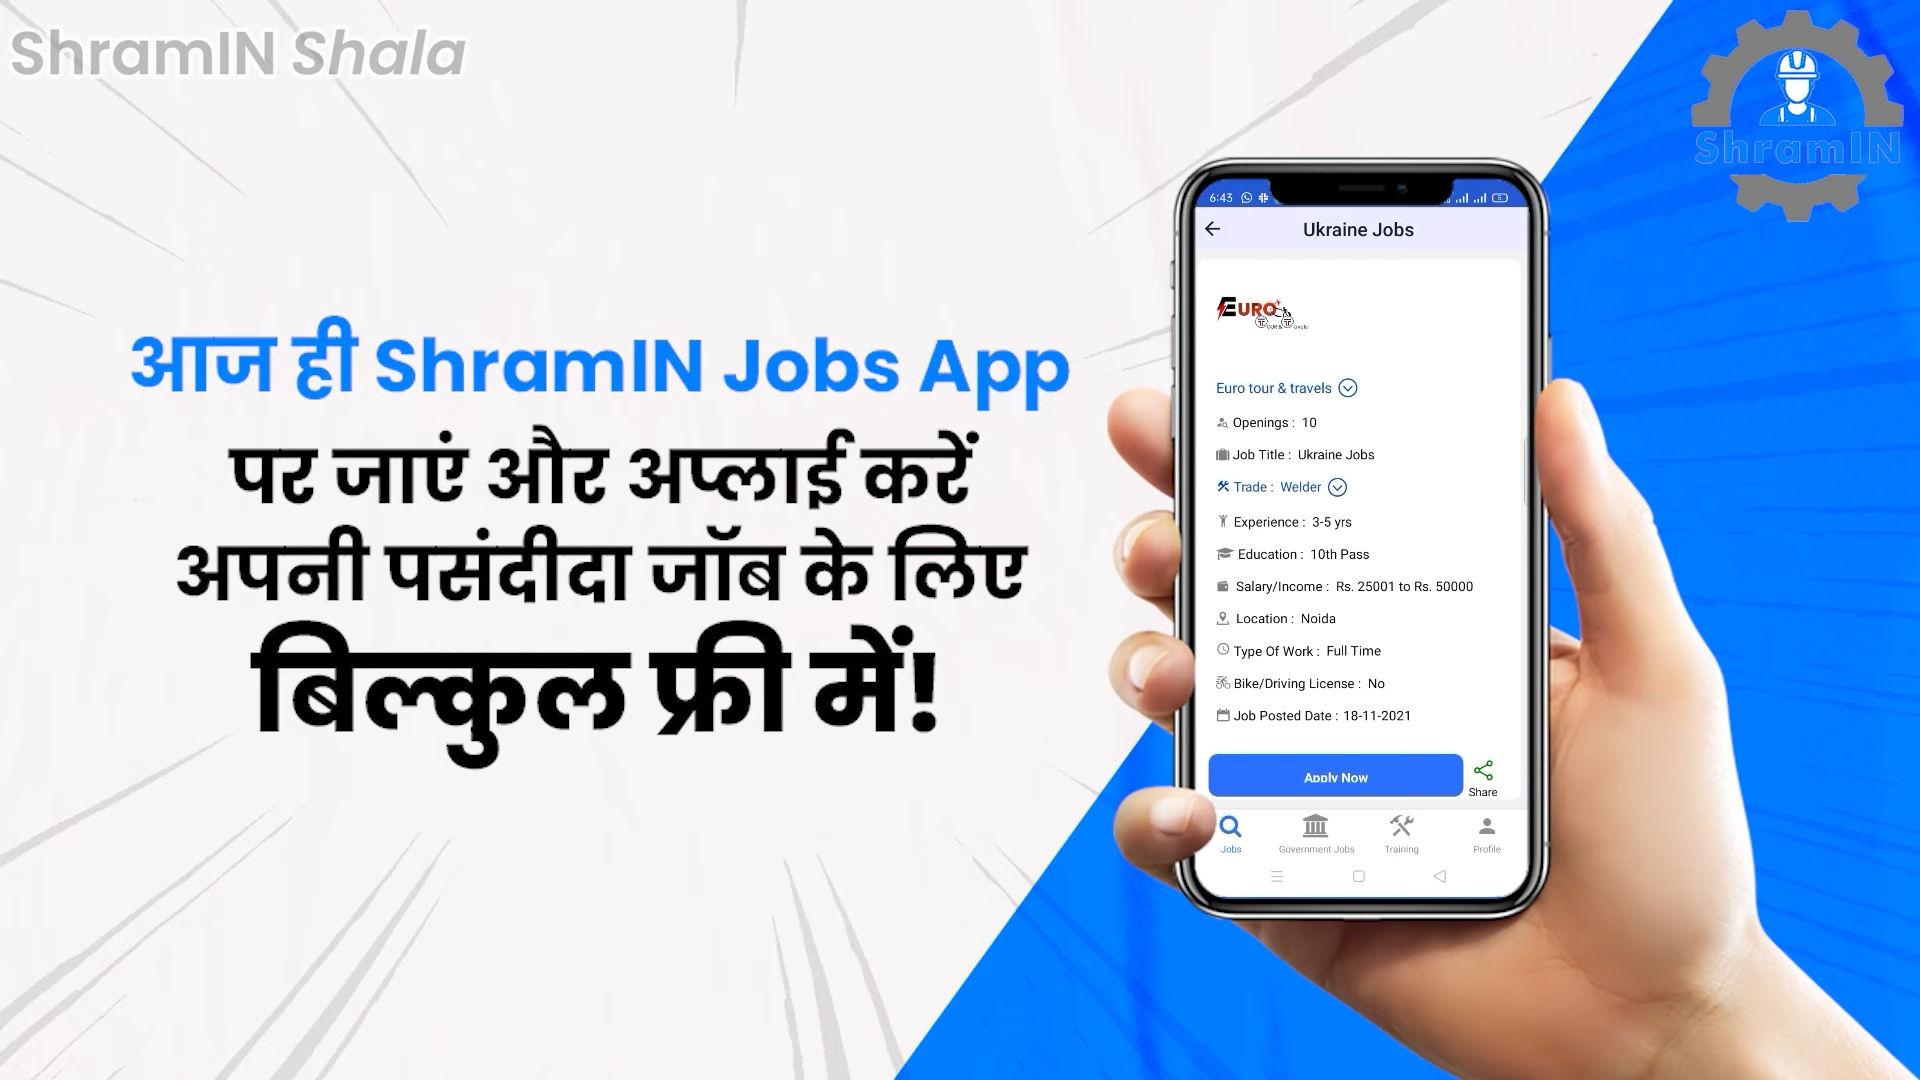 ShramIN Shala
ShramIN
आज ही ShramIN Jobs App
पर जाएं और अप्लाई करें
अपनी पसंदीदा जॉब के लिए
बिल्कुल फ्री में!
6:43
Ukraine Jobs
EURO
Euro tour & travels
Openings : 10
Job Title : Ukraine Jobs
Trade : Welder
Experience : 3-5 yrs
Education : 10th Pass
Salary/Income : Rs. 25001 to Rs. 50000
Location : Noida
Type Of Work : Full Time
Bike/Driving License : No
Job Posted Date : 18-11-2021
Apply Now
Share
Jobs Government Jobs Training Profile